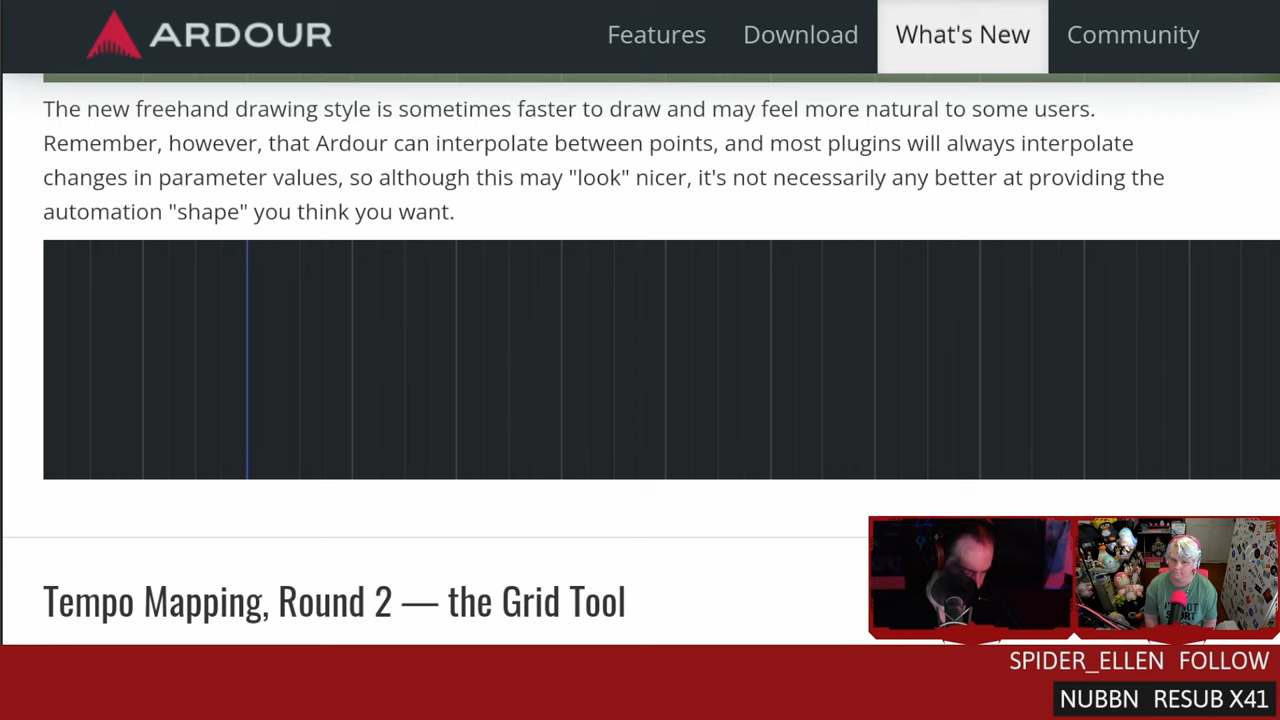 ARDOUR
Features Download What's New Community
The new freehand drawing style is sometimes faster to draw and may feel more natural to some users.
Remember, however, that Ardour can interpolate between points, and most plugins will always interpolate
changes in parameter values, so although this may "look" nicer, it's not necessarily any better at providing the
automation "shape" you think you want.
Tempo Mapping, Round 2 — the Grid Tool
SPIDER_ELLEN FOLLOW
NUBBN RESUB X41